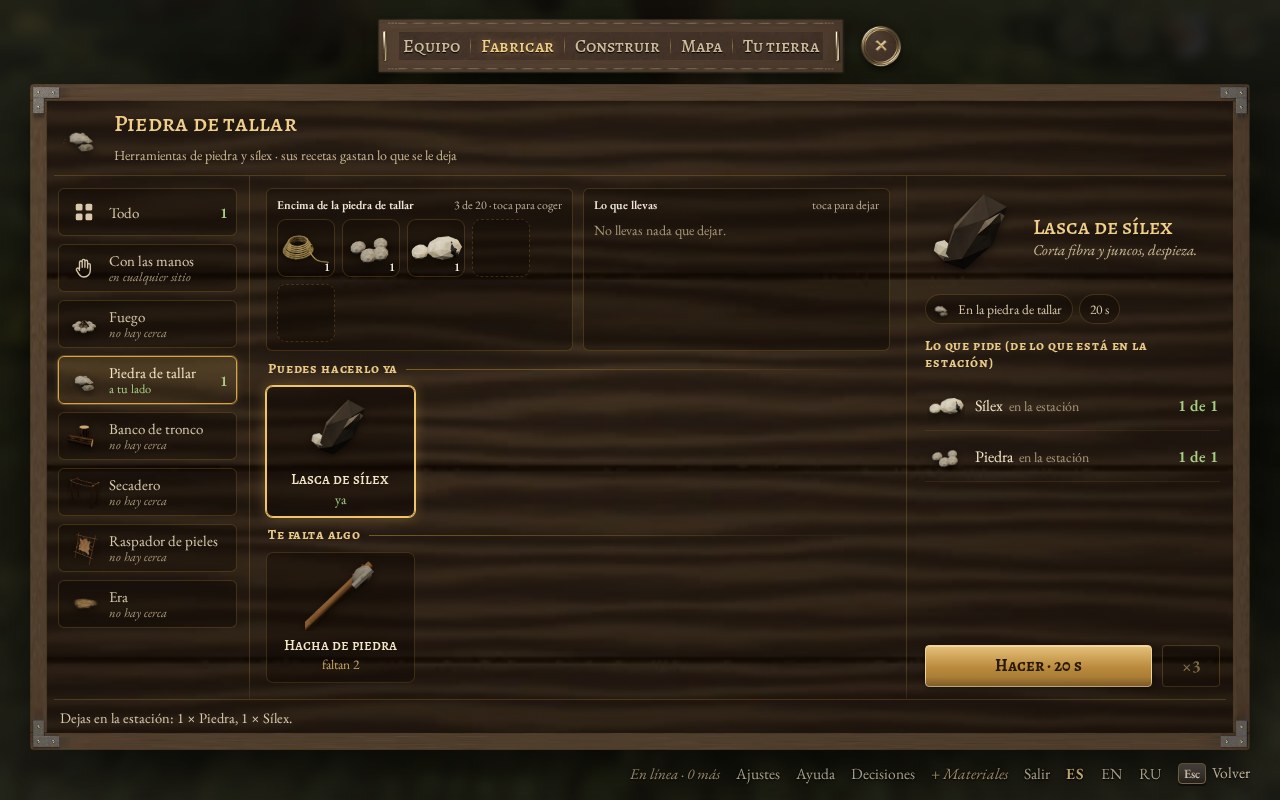 Equipo Fabricar Construir Mapa Tu tierra ×
Piedra de tallar
Herramientas de piedra y sílex · sus recetas gastan lo que se le deja
Todo 1
Con las manos
en cualquier sitio
Fuego
no hay cerca
Piedra de tallar 1
a tu lado
Banco de tronco
no hay cerca
Secadero
no hay cerca
Raspador de pieles
no hay cerca
Era
no hay cerca
Encima de la piedra de tallar 3 de 20 · toca para coger
1 1 1
Lo que llevas toca para dejar
No llevas nada que dejar.
Puedes hacerlo ya
Lasca de sílex
ya
Te falta algo
Hacha de piedra
faltan 2
Lasca de sílex
Corta fibra y juncos, despieza.
En la piedra de tallar 20 s
Lo que pide (de lo que está en la
estación)
Sílex en la estación 1 de 1
Piedra en la estación 1 de 1
Hacer · 20 s ×3
Dejas en la estación: 1 × Piedra, 1 × Sílex.
En línea · 0 más Ajustes Ayuda Decisiones + Materiales Salir ES EN RU Esc Volver